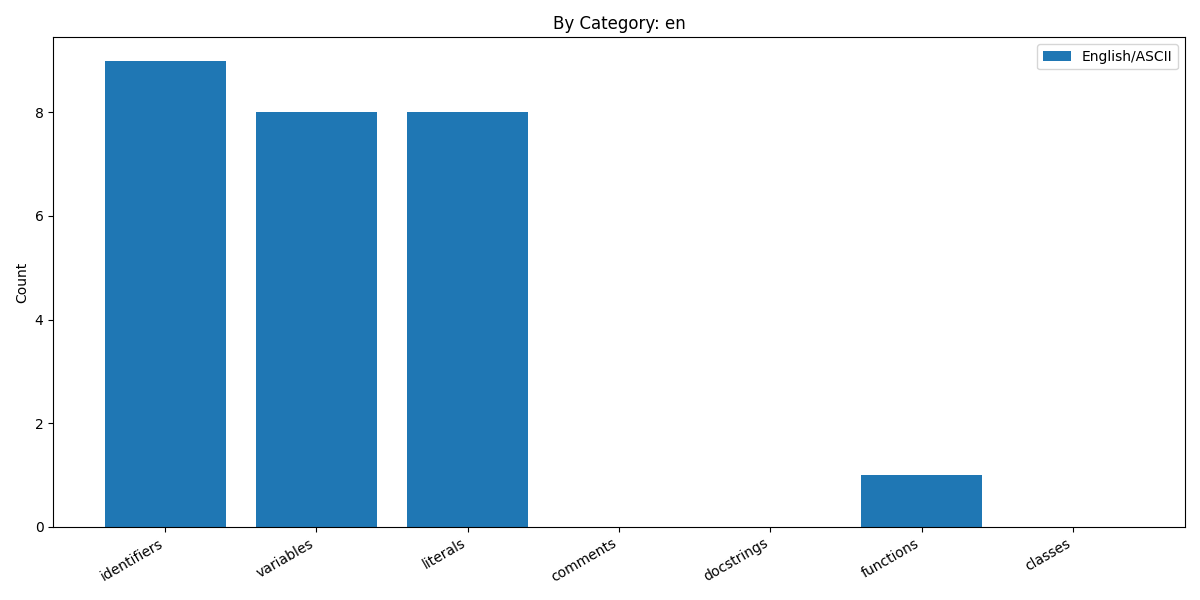 By Category: en
English/ASCII
Count
8
6
4
2
0
identifiers
variables
literals
comments
docstrings
functions
classes